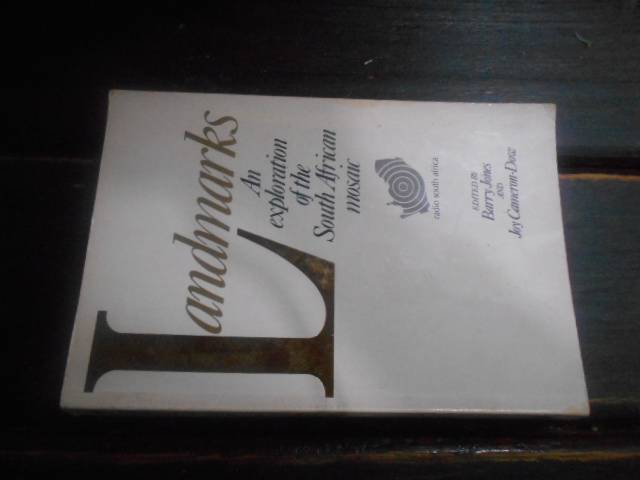 Landmarks
An
exploration
of the
South African
mosaic
radio south africa
EDITED BY
Barry Jones
AND
Joy Cameron-Dow